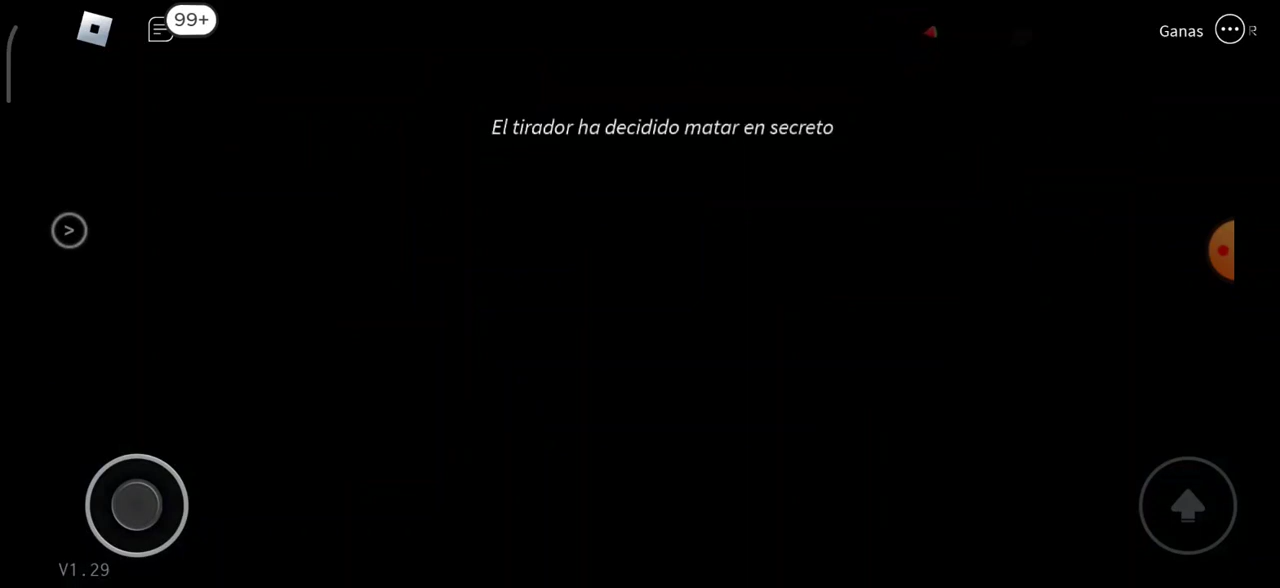 99+
Ganas
R
El tirador ha decidido matar en secreto
>
V1.29